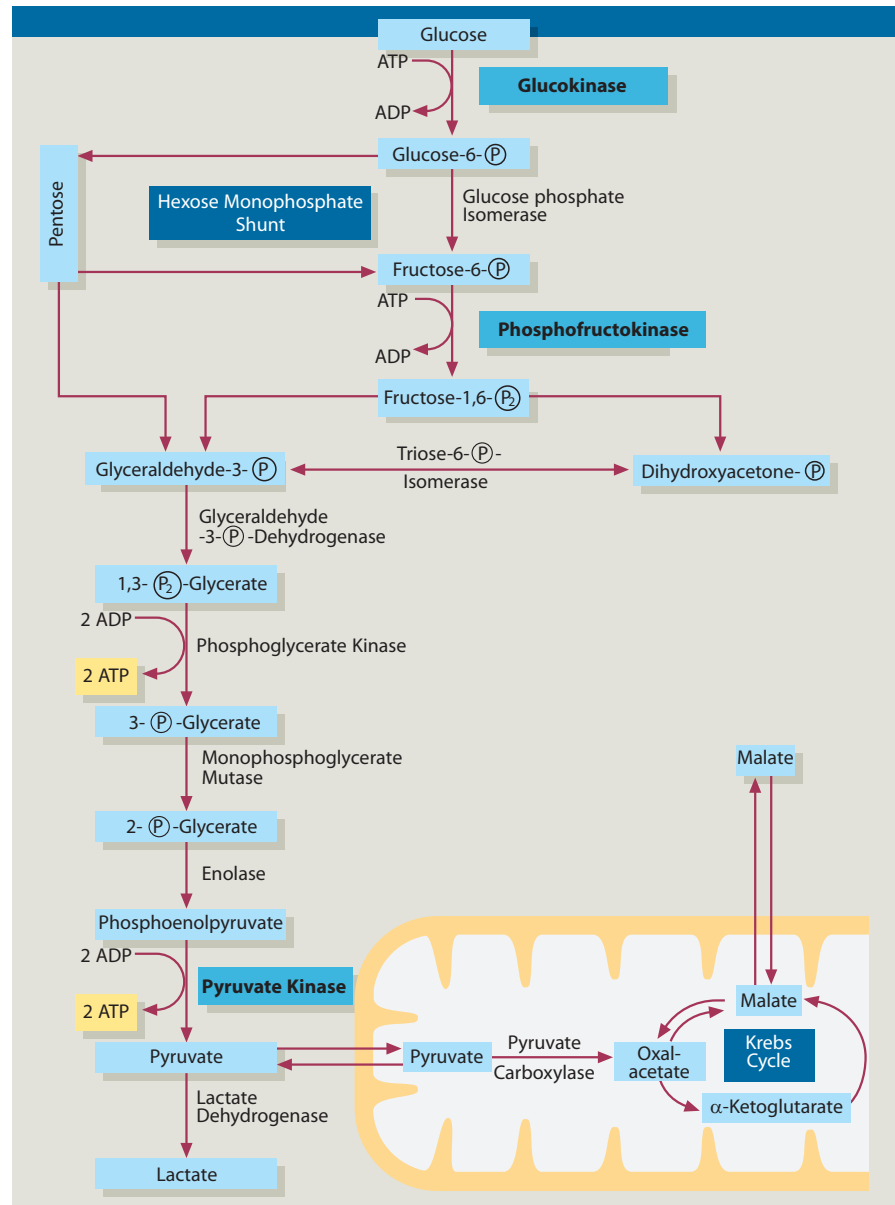 Glucose
ATP
Glucokinase
ADP
Glucose-6-Ⓟ
Pentose
Hexose Monophosphate
Shunt
Glucose phosphate
Isomerase
Fructose-6-Ⓟ
ATP
Phosphofructokinase
ADP
Fructose-1,6-(P₂)
Glyceraldehyde-3-Ⓟ
Triose-6-Ⓟ-
Isomerase
Dihydroxyacetone-Ⓟ
Glyceraldehyde
-3-Ⓟ-Dehydrogenase
1,3-(P₂)-Glycerate
2 ADP
Phosphoglycerate Kinase
2 ATP
3-Ⓟ-Glycerate
Monophosphoglycerate
Mutase
Malate
2-Ⓟ-Glycerate
Enolase
Phosphoenolpyruvate
2 ADP
Pyruvate Kinase
2 ATP
Malate
Pyruvate
Pyruvate
Pyruvate
Carboxylase
Oxal-
acetate
Krebs
Cycle
α-Ketoglutarate
Lactate
Dehydrogenase
Lactate